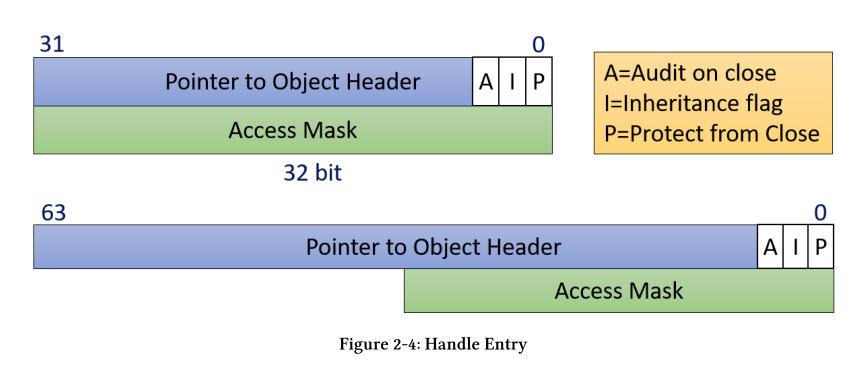 31 0
Pointer to Object Header A I P
Access Mask
32 bit
A=Audit on close
I=Inheritance flag
P=Protect from Close
63 0
Pointer to Object Header A I P
Access Mask
Figure 2-4: Handle Entry